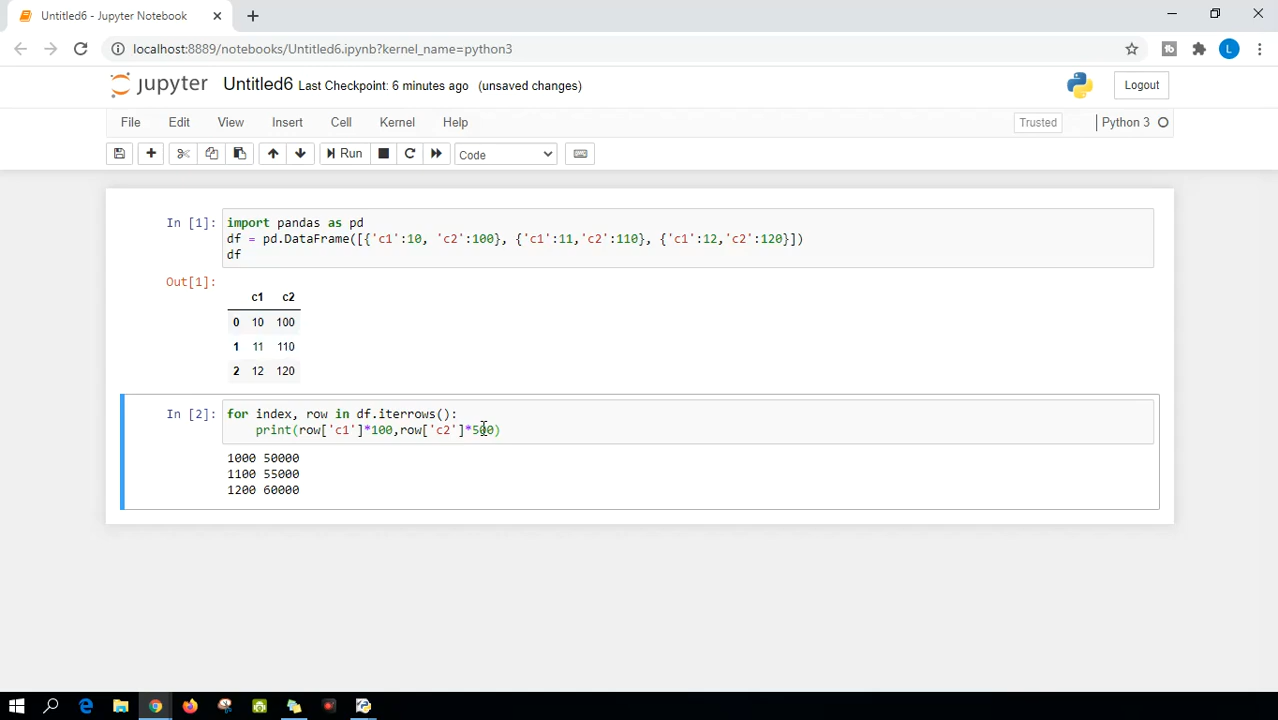 Untitled6 - Jupyter Notebook
localhost:8889/notebooks/Untitled6.ipynb?kernel_name=python3
L
jupyter Untitled6 Last Checkpoint: 6 minutes ago (unsaved changes)
Logout
File Edit View Insert Cell Kernel Help
Trusted Python 3
Run Code
In [1]: import pandas as pd
df = pd.DataFrame([{'c1':10, 'c2':100}, {'c1':11,'c2':110}, {'c1':12,'c2':120}])
df
Out[1]:
c1 c2
0 10 100
1 11 110
2 12 120
In [2]: for index, row in df.iterrows():
print(row['c1']*100,row['c2']*500)
1000 50000
1100 55000
1200 60000